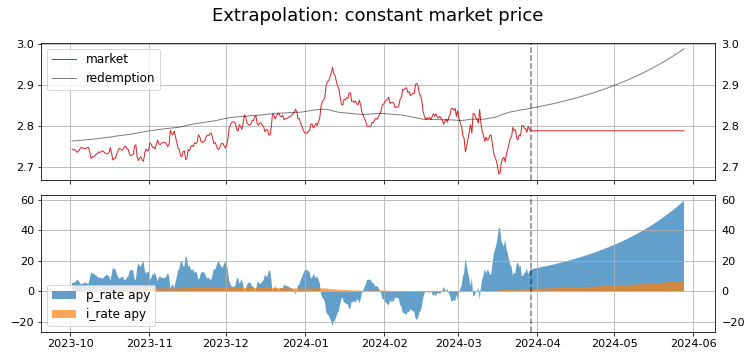 Extrapolation: constant market price
3.0 3.0
market
redemption
2.9 2.9
2.8 2.8
2.7 2.7
60 60
40 40
20 20
0 0
p_rate apy
i_rate apy
−20 −20
2023-10 2023-11 2023-12 2024-01 2024-02 2024-03 2024-04 2024-05 2024-06